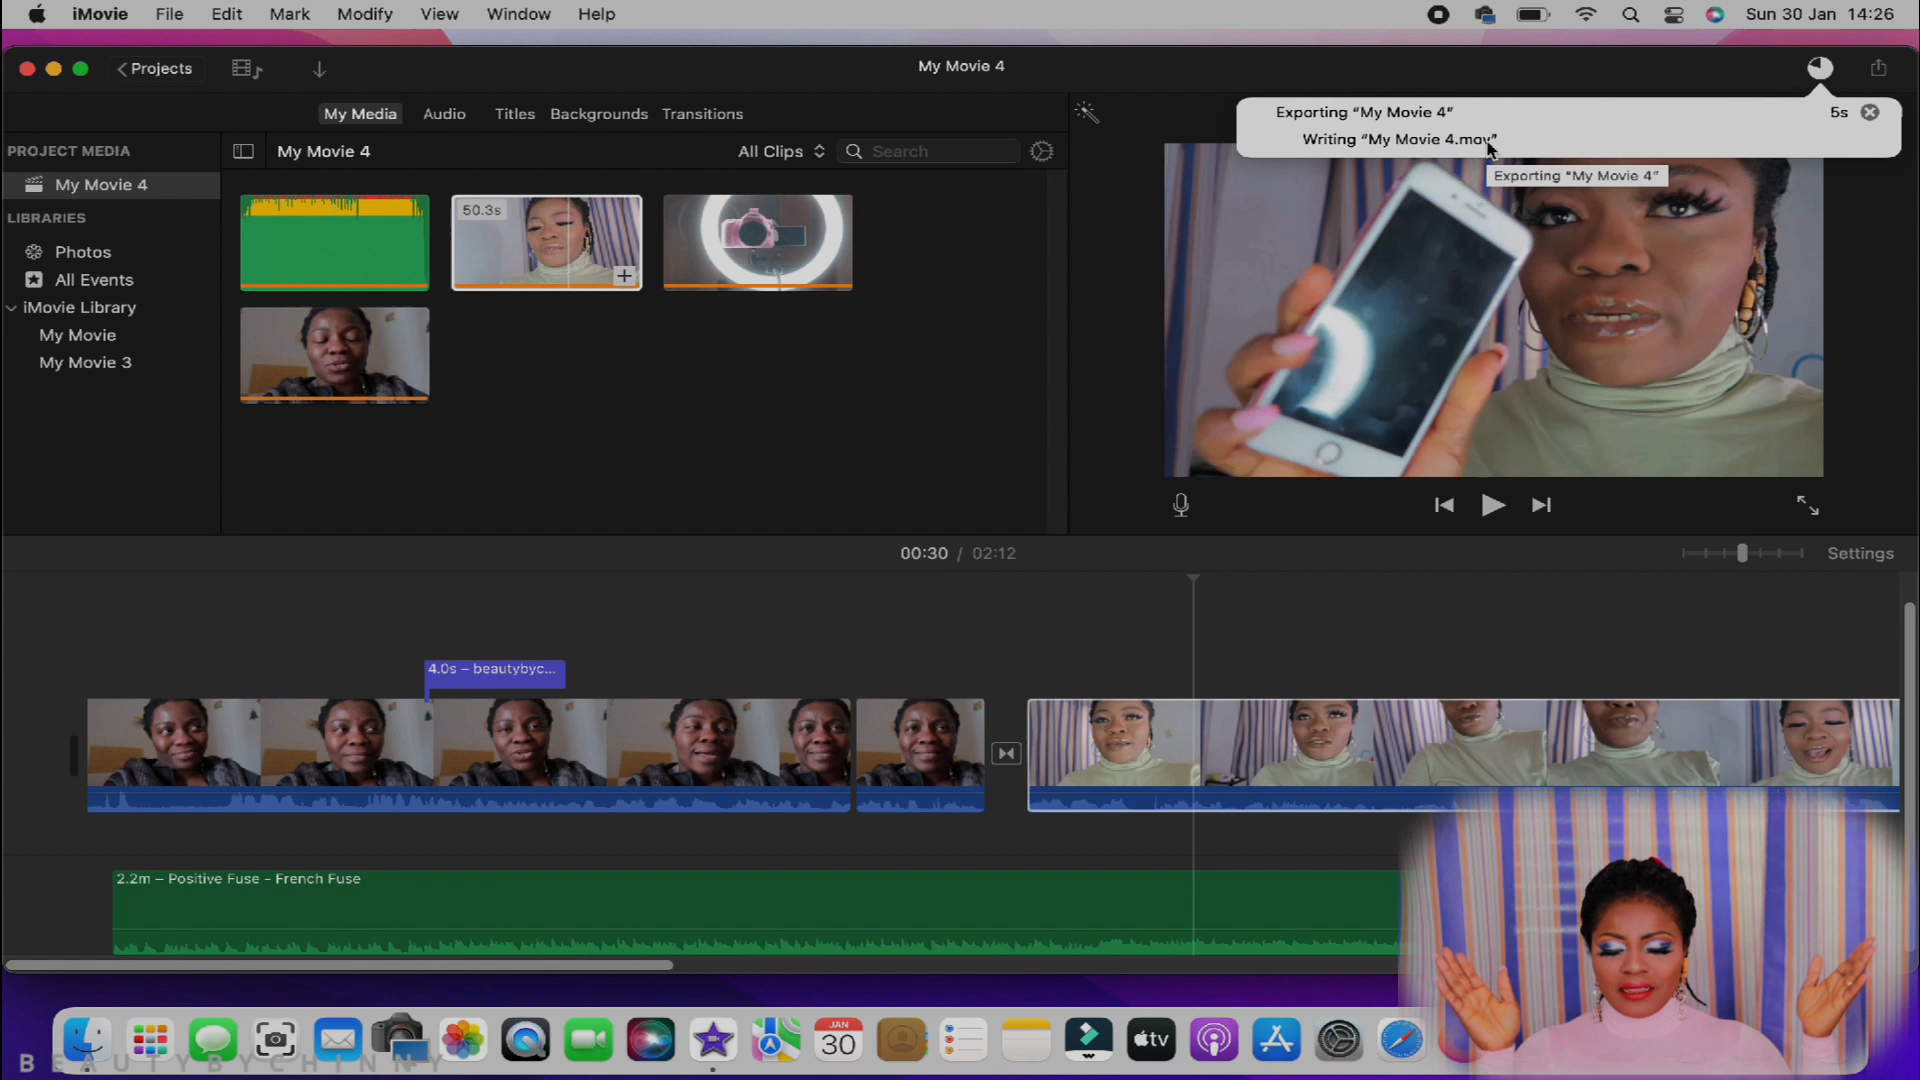 iMovie File Edit Mark Modify View Window Help
Sun 30 Jan 14:26
Projects
My Movie 4
My Media Audio Titles Backgrounds Transitions
Exporting “My Movie 4” 5s
Writing “My Movie 4.mov”
Exporting “My Movie 4”
PROJECT MEDIA
My Movie 4
LIBRARIES
Photos
All Events
iMovie Library
My Movie
My Movie 3
My Movie 4
All Clips
Search
50.3s
00:30 / 02:12
Settings
4.0s – beautybyc...
2.2m – Positive Fuse – French Fuse
JAN
30
tv
BEAUTYBYCHINNY